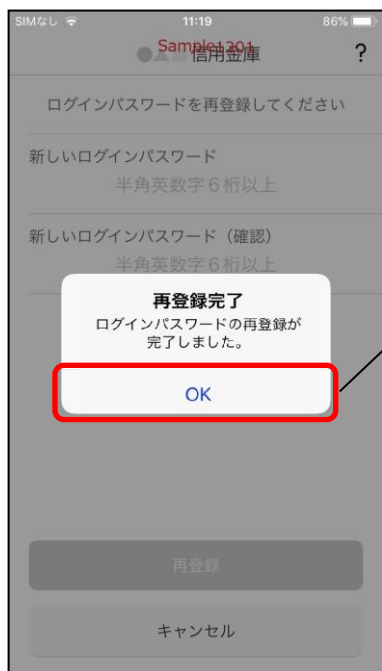 SIMなし 11:19 86%
Sample1201
●▲■信用金庫 ?
ログインパスワードを再登録してください
新しいログインパスワード
半角英数字6桁以上
新しいログインパスワード（確認）
半角英数字6桁以上
再登録完了
ログインパスワードの再登録が
完了しました。
OK
再登録
キャンセル